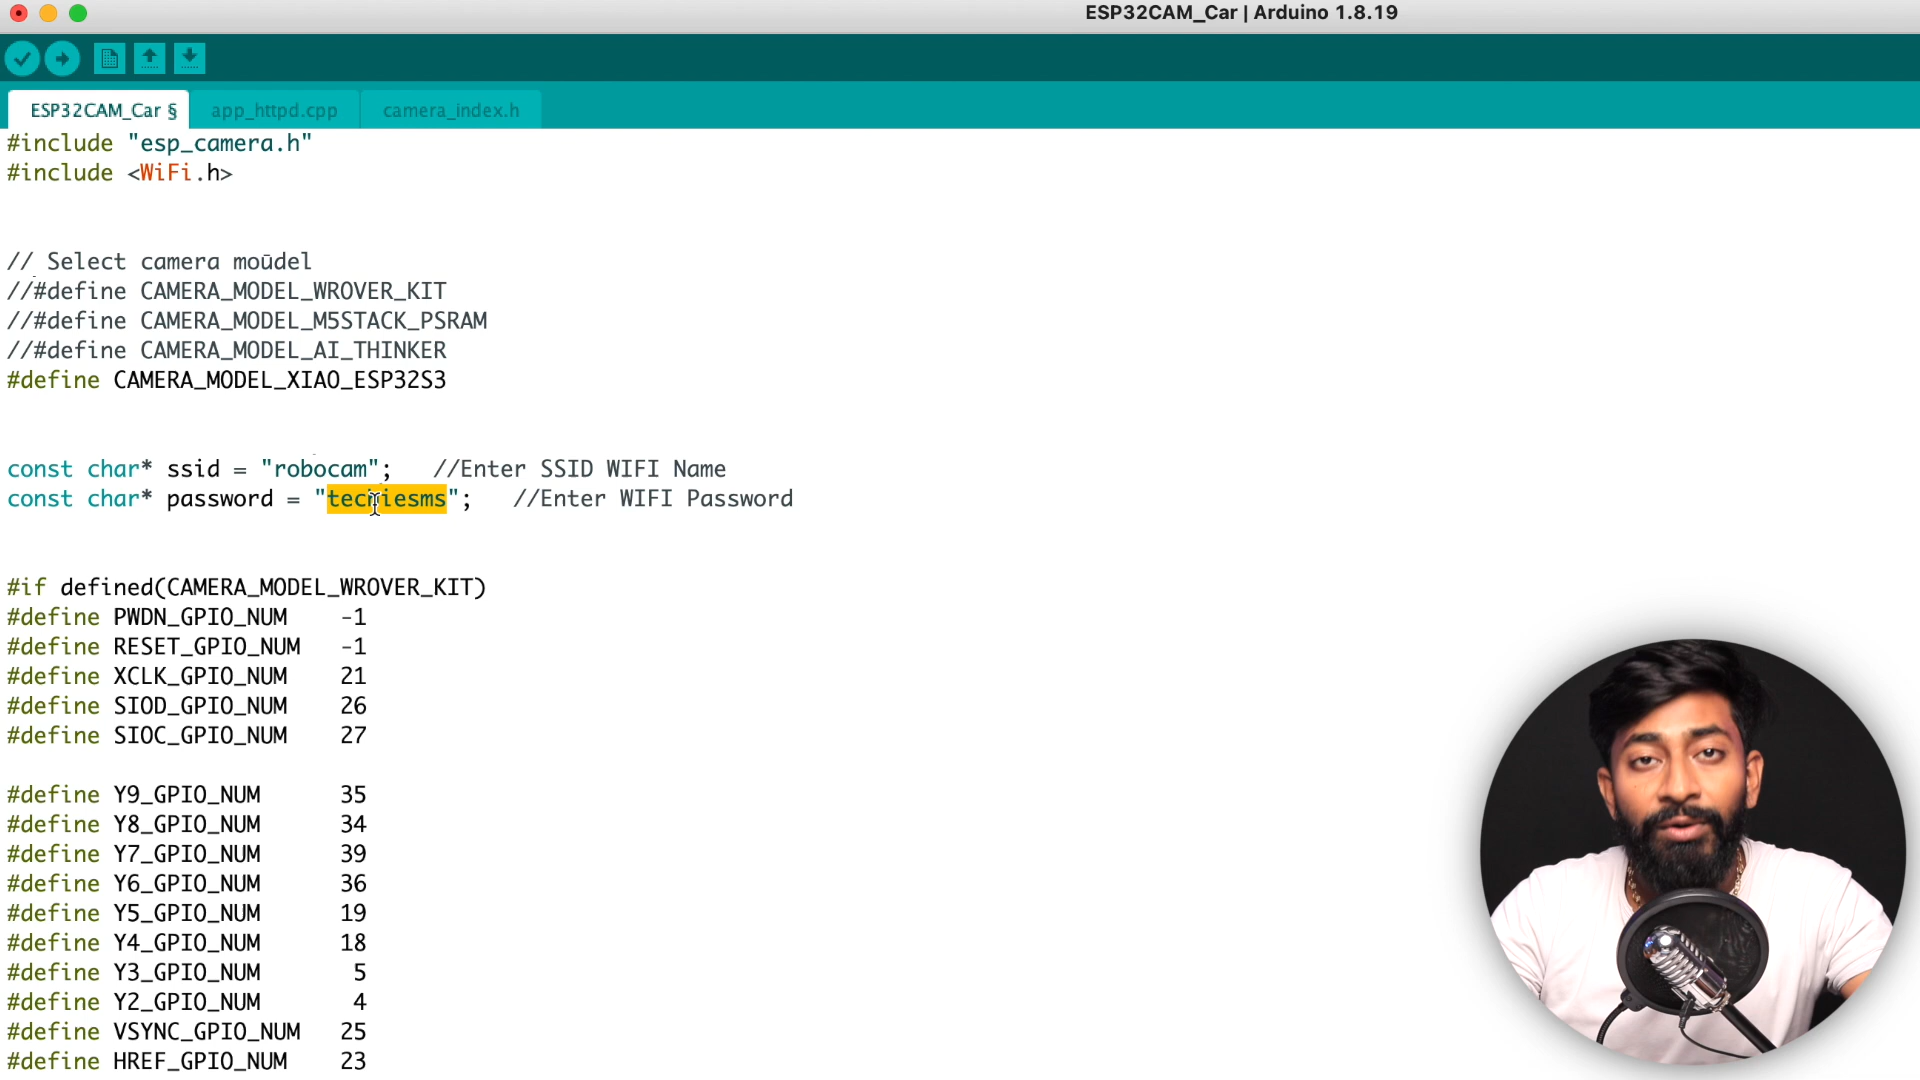 ESP32CAM_Car | Arduino 1.8.19
ESP32CAM_Car § app_httpd.cpp camera_index.h
#include "esp_camera.h"
#include <WiFi.h>
// Select camera moūdel
//#define CAMERA_MODEL_WROVER_KIT
//#define CAMERA_MODEL_M5STACK_PSRAM
//#define CAMERA_MODEL_AI_THINKER
#define CAMERA_MODEL_XIAO_ESP32S3
const char* ssid = "robocam"; //Enter SSID WIFI Name
const char* password = "techiesms"; //Enter WIFI Password
#if defined(CAMERA_MODEL_WROVER_KIT)
#define PWDN_GPIO_NUM -1
#define RESET_GPIO_NUM -1
#define XCLK_GPIO_NUM 21
#define SIOD_GPIO_NUM 26
#define SIOC_GPIO_NUM 27
#define Y9_GPIO_NUM 35
#define Y8_GPIO_NUM 34
#define Y7_GPIO_NUM 39
#define Y6_GPIO_NUM 36
#define Y5_GPIO_NUM 19
#define Y4_GPIO_NUM 18
#define Y3_GPIO_NUM 5
#define Y2_GPIO_NUM 4
#define VSYNC_GPIO_NUM 25
#define HREF_GPIO_NUM 23